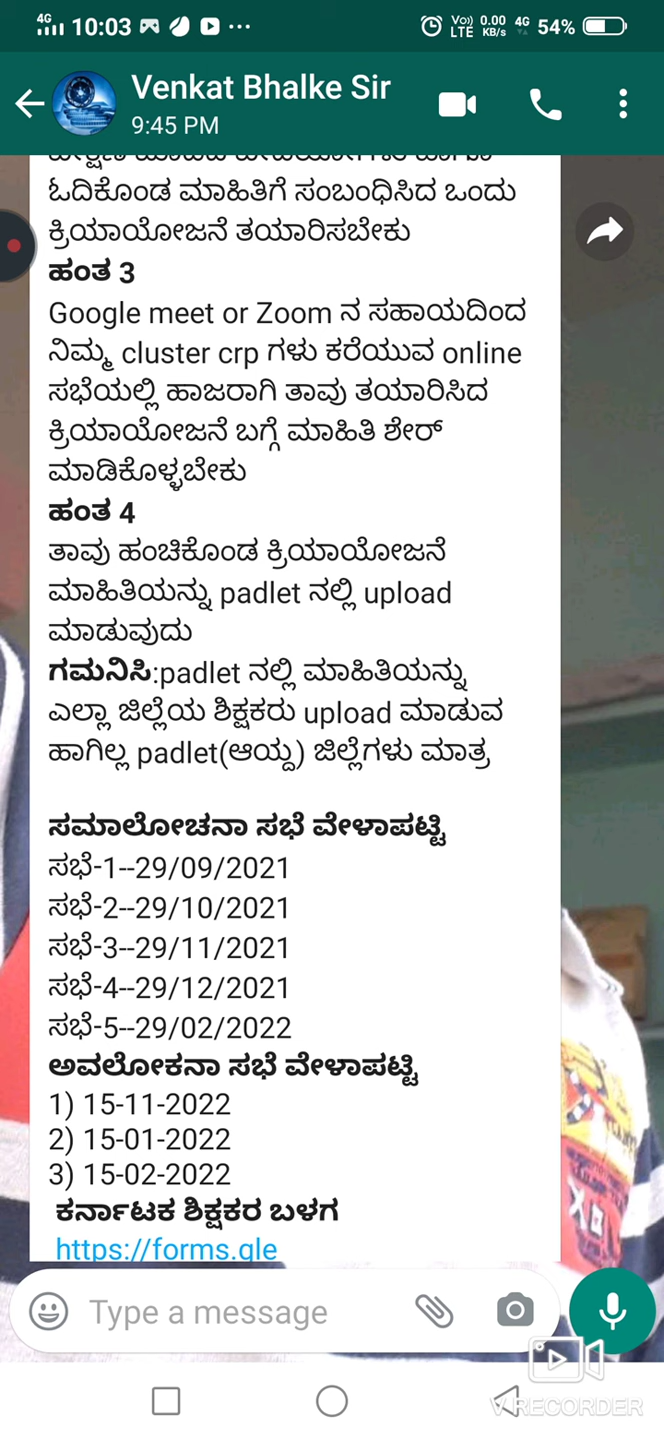 4G 10:03 ... Vo)) LTE 0.00 KB/s 4G 54%
Venkat Bhalke Sir
9:45 PM
ಓದಿಕೊಂಡ ಮಾಹಿತಿಗೆ ಸಂಬಂಧಿಸಿದ ಒಂದು
ಕ್ರಿಯಾಯೋಜನೆ ತಯಾರಿಸಬೇಕು
ಹಂತ 3
Google meet or Zoom ನ ಸಹಾಯದಿಂದ
ನಿಮ್ಮ cluster crp ಗಳು ಕರೆಯುವ online
ಸಭೆಯಲ್ಲಿ ಹಾಜರಾಗಿ ತಾವು ತಯಾರಿಸಿದ
ಕ್ರಿಯಾಯೋಜನೆ ಬಗ್ಗೆ ಮಾಹಿತಿ ಶೇರ್
ಮಾಡಿಕೊಳ್ಳಬೇಕು
ಹಂತ 4
ತಾವು ಹಂಚಿಕೊಂಡ ಕ್ರಿಯಾಯೋಜನೆ
ಮಾಹಿತಿಯನ್ನು padlet ನಲ್ಲಿ upload
ಮಾಡುವುದು
ಗಮನಿಸಿ:padlet ನಲ್ಲಿ ಮಾಹಿತಿಯನ್ನು
ಎಲ್ಲಾ ಜಿಲ್ಲೆಯ ಶಿಕ್ಷಕರು upload ಮಾಡುವ
ಹಾಗಿಲ್ಲ padlet(ಆಯ್ದ) ಜಿಲ್ಲೆಗಳು ಮಾತ್ರ
ಸಮಾಲೋಚನಾ ಸಭೆ ವೇಳಾಪಟ್ಟಿ
ಸಭೆ-1--29/09/2021
ಸಭೆ-2--29/10/2021
ಸಭೆ-3--29/11/2021
ಸಭೆ-4--29/12/2021
ಸಭೆ-5--29/02/2022
ಅವಲೋಕನಾ ಸಭೆ ವೇಳಾಪಟ್ಟಿ
1) 15-11-2022
2) 15-01-2022
3) 15-02-2022
ಕರ್ನಾಟಕ ಶಿಕ್ಷಕರ ಬಳಗ
https://forms.gle
Type a message
V RECORDER